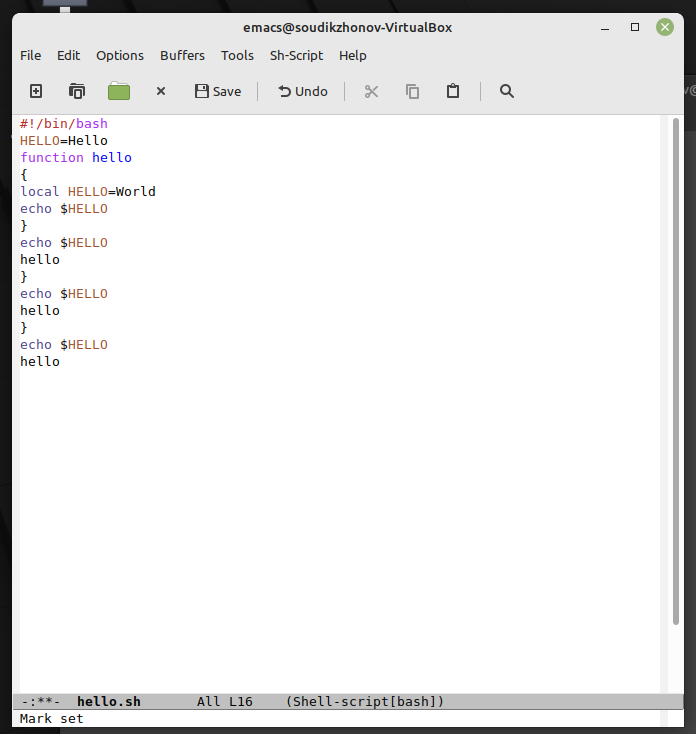 emacs@soudikzhonov-VirtualBox
File Edit Options Buffers Tools Sh-Script Help
Save Undo
#!/bin/bash
HELLO=Hello
function hello
{
local HELLO=World
echo $HELLO
}
echo $HELLO
hello
}
echo $HELLO
hello
}
echo $HELLO
hello
-:**- hello.sh All L16 (Shell-script[bash])
Mark set